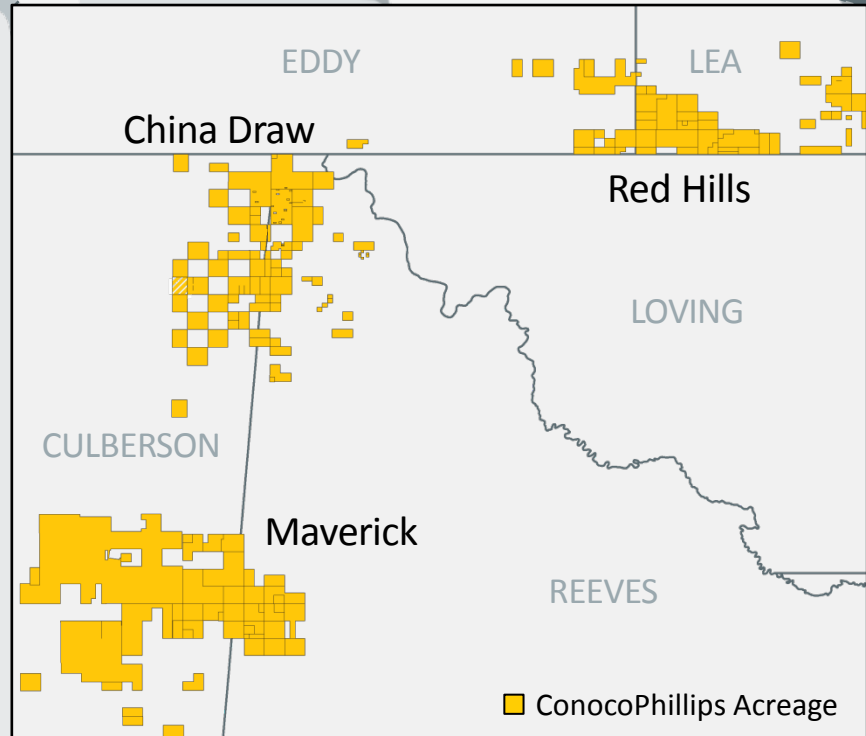 EDDY
LEA
China Draw
Red Hills
LOVING
CULBERSON
Maverick
REEVES
ConocoPhillips Acreage